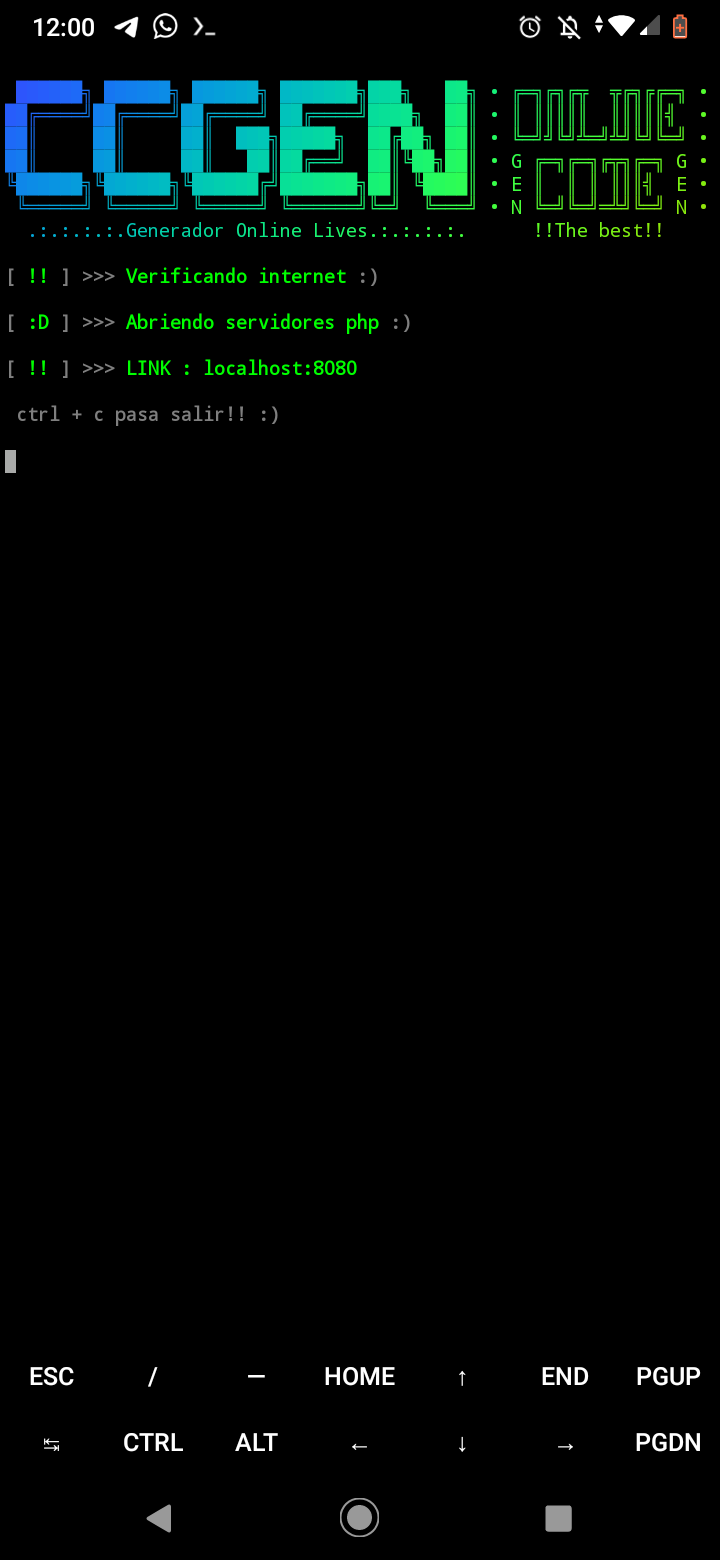 12:00
CCGEN
ONLINE
G CODE G
E E
N N
.:.:.:.:.Generador Online Lives.:.:.:.:. !!The best!!
[ !! ] >>> Verificando internet :)
[ :D ] >>> Abriendo servidores php :)
[ !! ] >>> LINK : localhost:8080
ctrl + c pasa salir!! :)
ESC / — HOME ↑ END PGUP
↹ CTRL ALT ← ↓ → PGDN